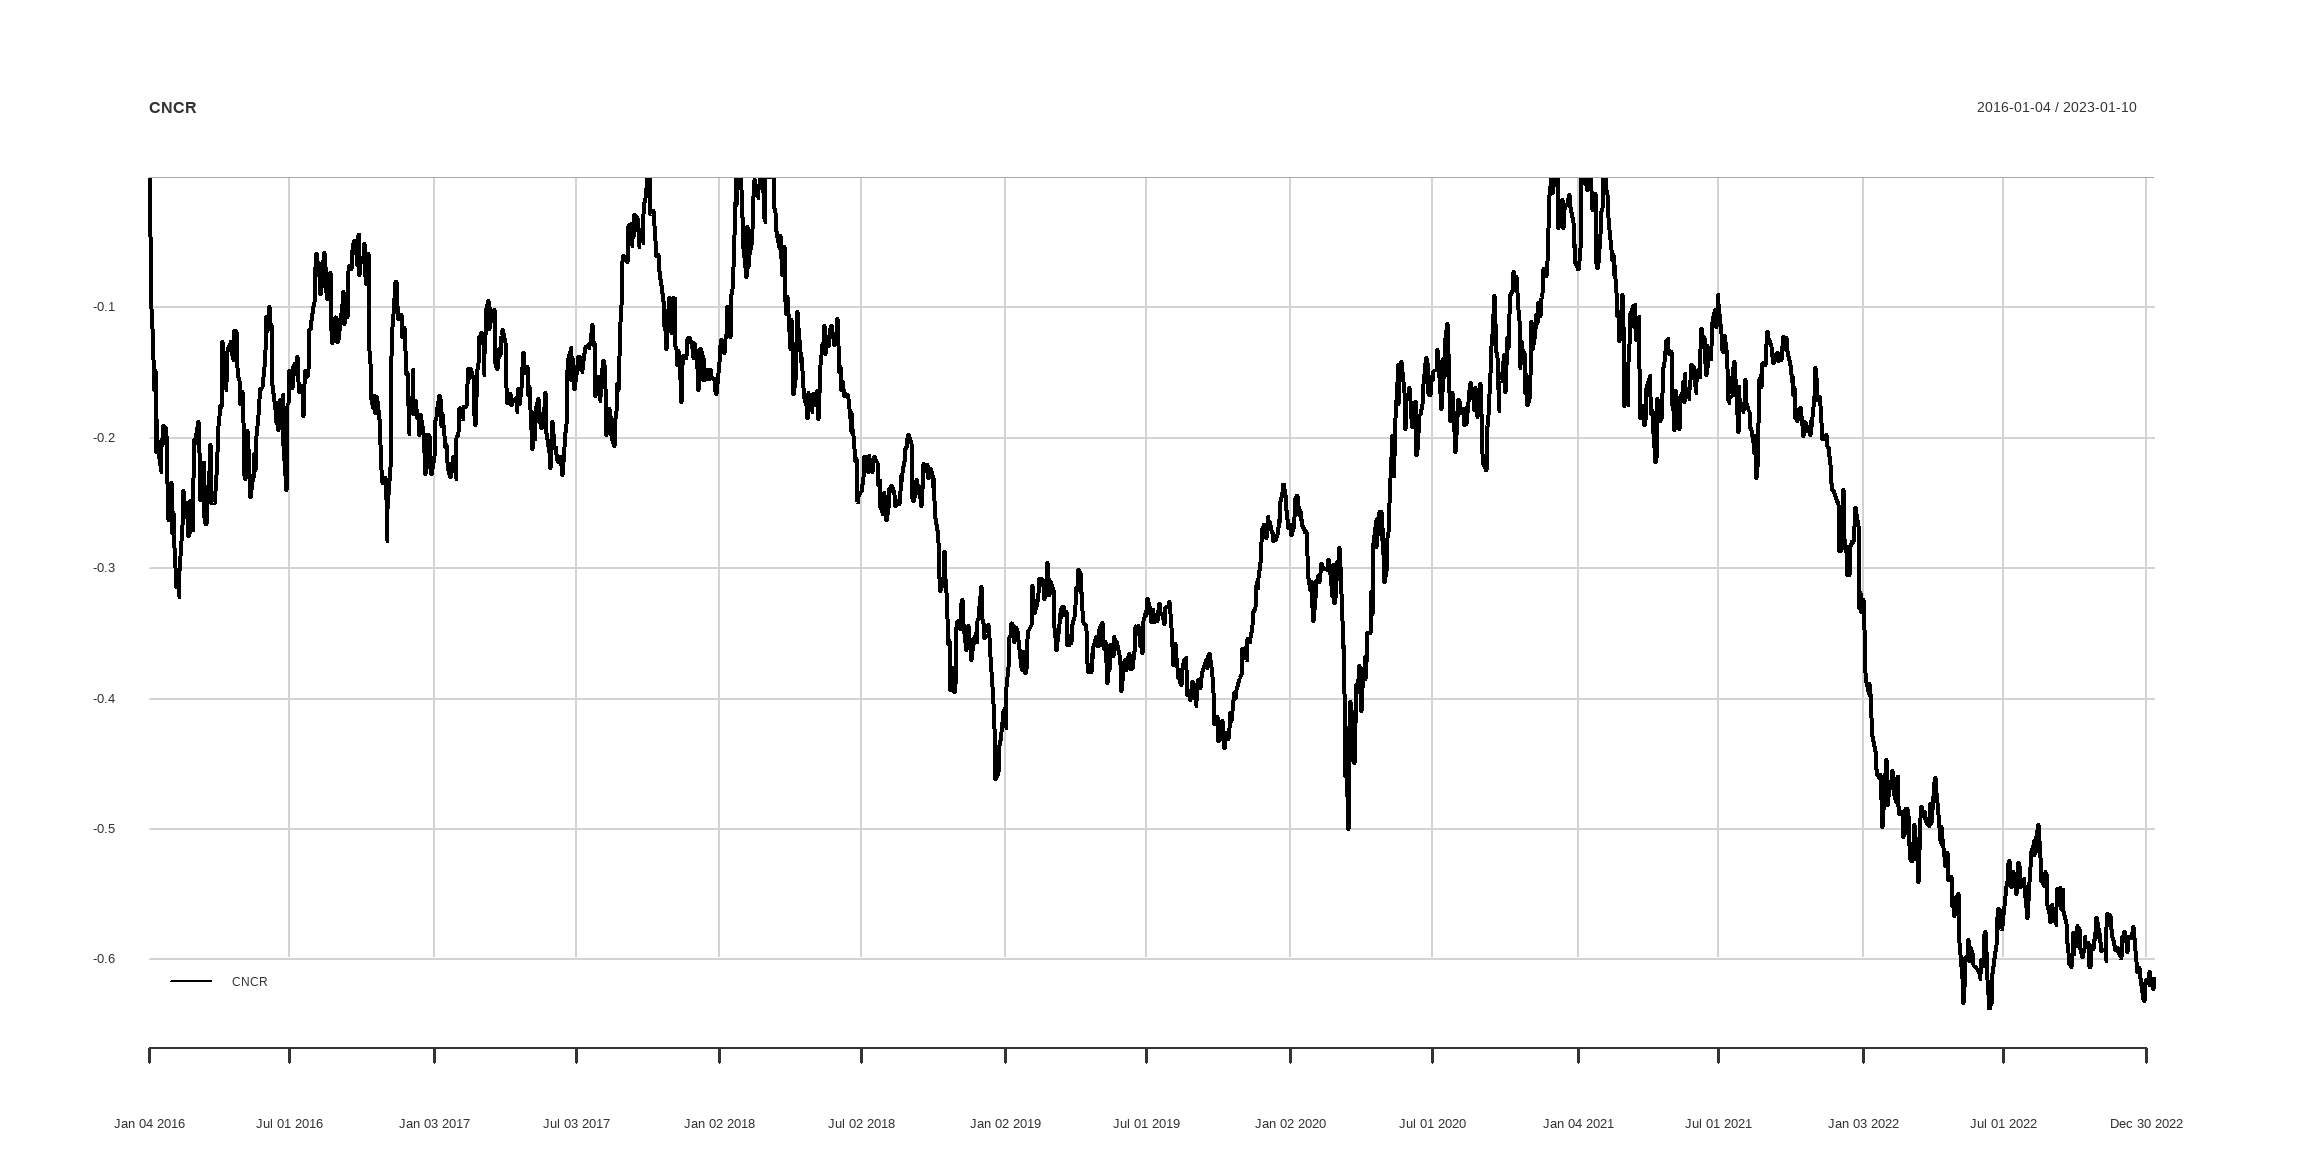 CNCR
2016-01-04 / 2023-01-10
-0.1
-0.2
-0.3
-0.4
-0.5
-0.6
CNCR
Jan 04 2016
Jul 01 2016
Jan 03 2017
Jul 03 2017
Jan 02 2018
Jul 02 2018
Jan 02 2019
Jul 01 2019
Jan 02 2020
Jul 01 2020
Jan 04 2021
Jul 01 2021
Jan 03 2022
Jul 01 2022
Dec 30 2022